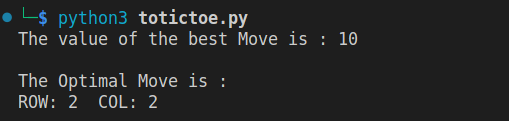 └─$ python3 totictoe.py
The value of the best Move is : 10
The Optimal Move is :
ROW: 2  COL: 2